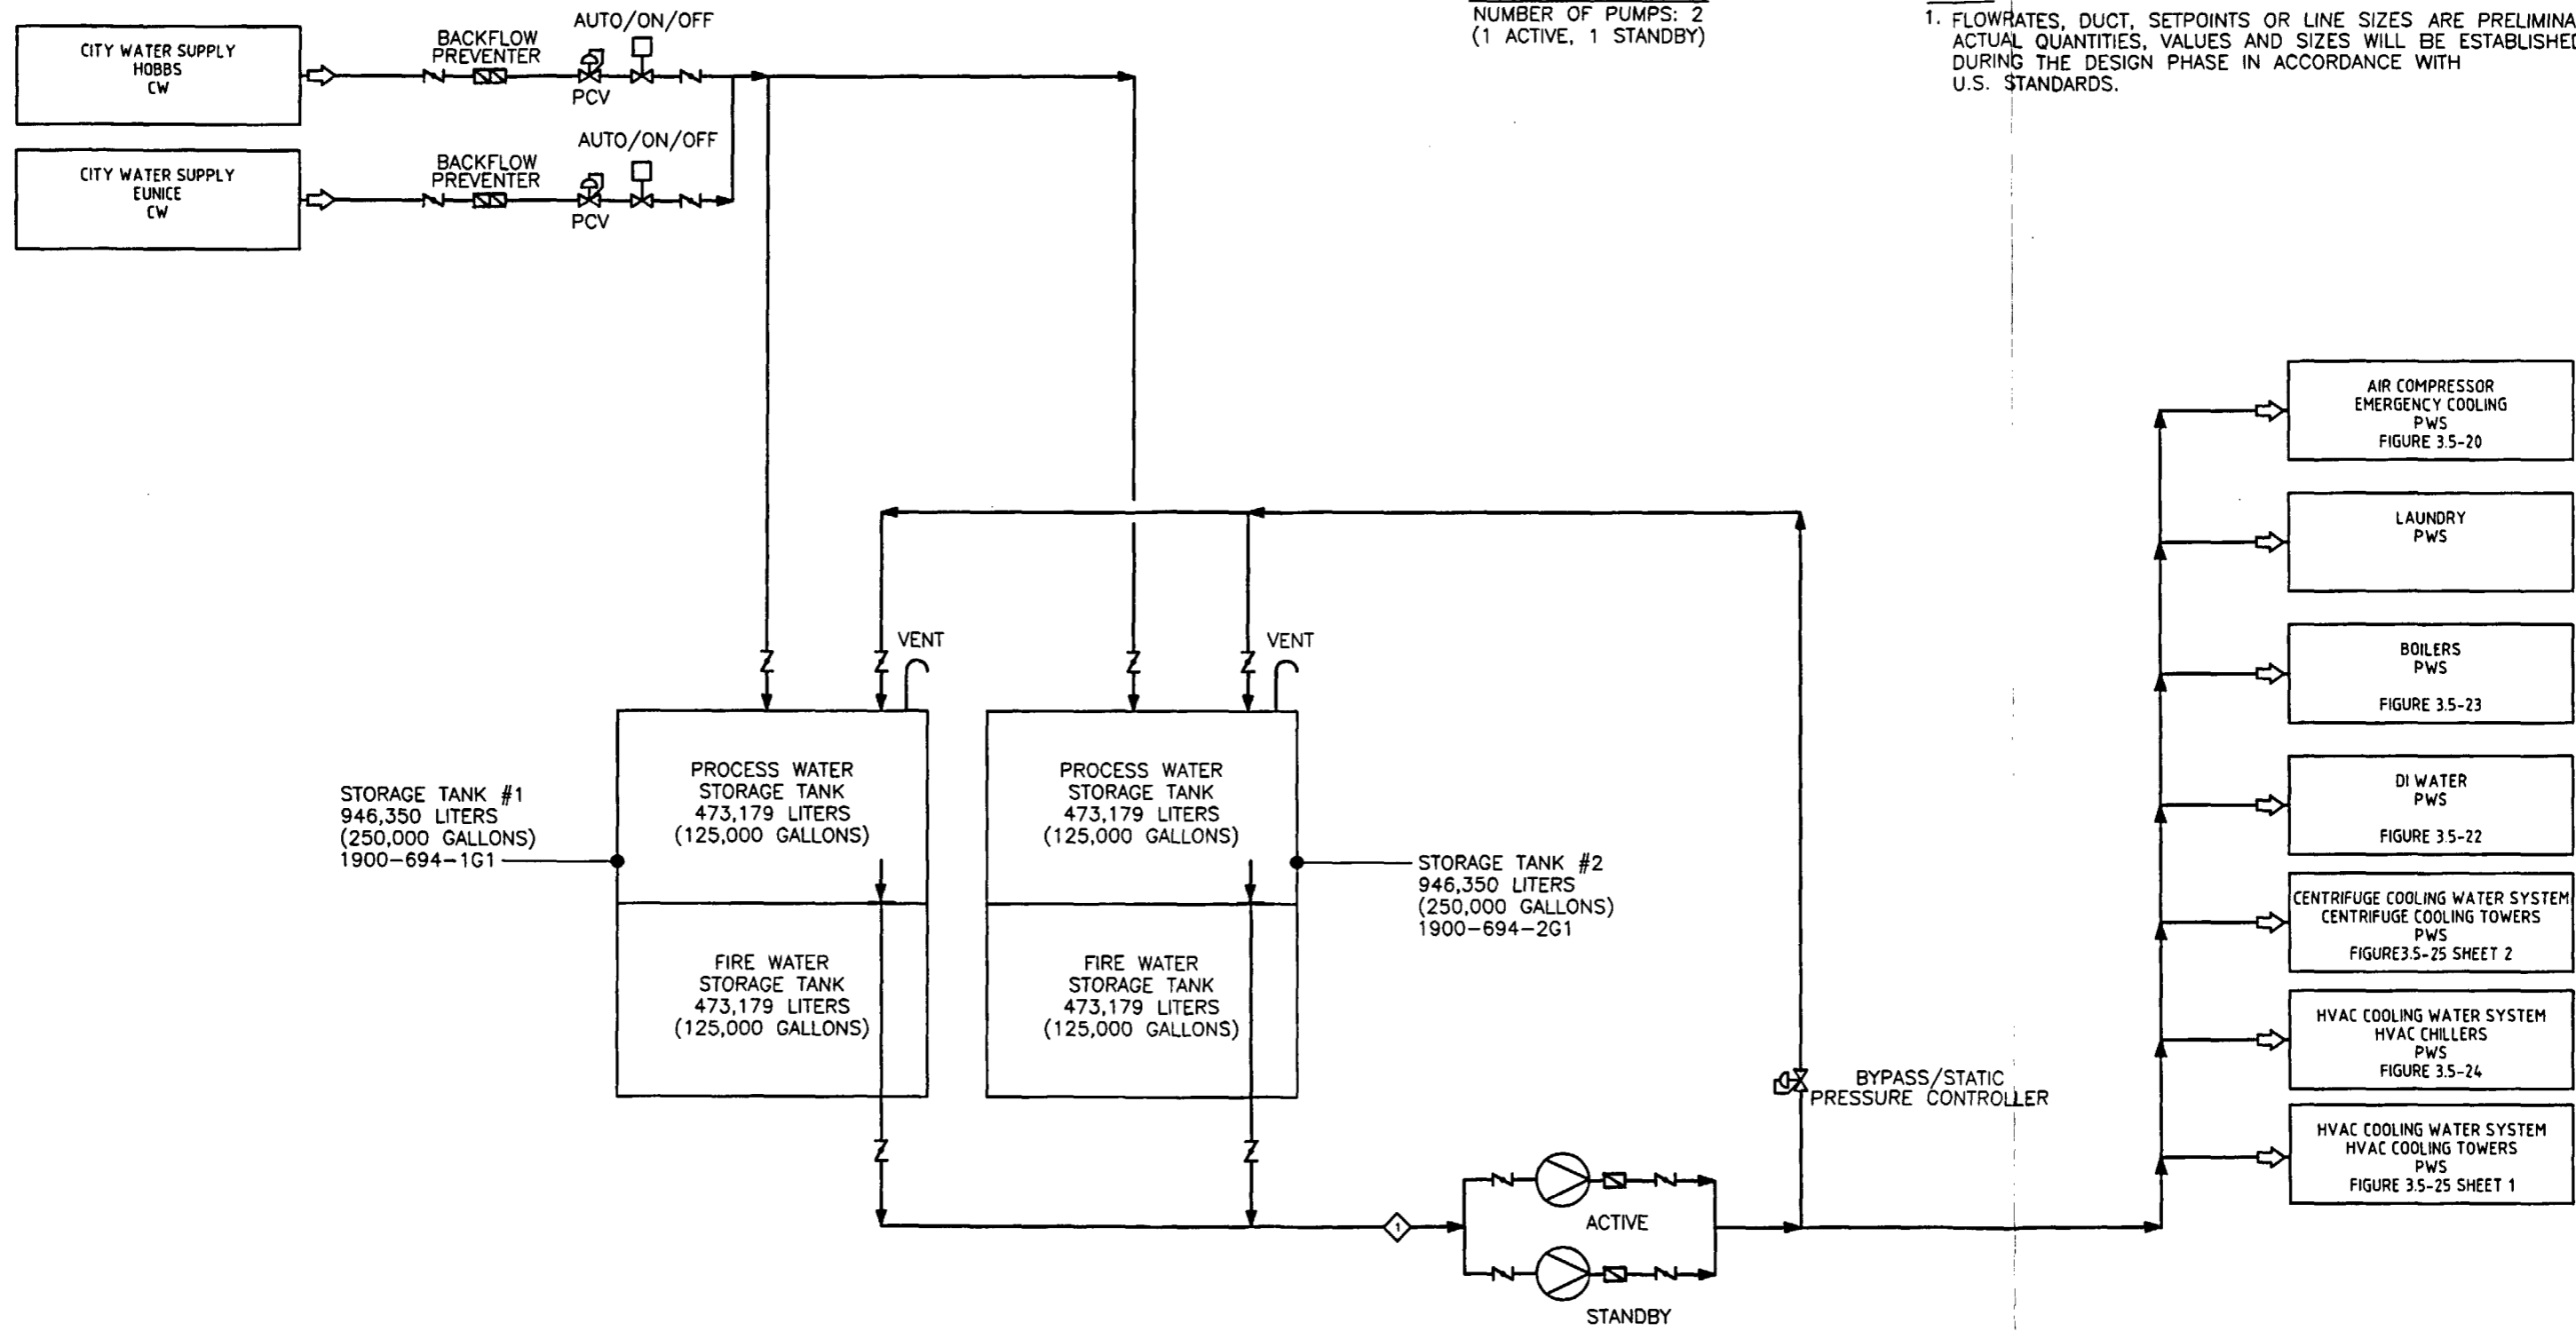 NUMBER OF PUMPS: 2
(1 ACTIVE, 1 STANDBY)
1. FLOWRATES, DUCT, SETPOINTS OR LINE SIZES ARE PRELIMINA
ACTUAL QUANTITIES, VALUES AND SIZES WILL BE ESTABLISHED
DURING THE DESIGN PHASE IN ACCORDANCE WITH
U.S. STANDARDS.
CITY WATER SUPPLY
HOBBS
CW
BACKFLOW
PREVENTER
AUTO/ON/OFF
PCV
CITY WATER SUPPLY
EUNICE
CW
BACKFLOW
PREVENTER
AUTO/ON/OFF
PCV
VENT
VENT
STORAGE TANK #1
946,350 LITERS
(250,000 GALLONS)
1900-694-1G1
PROCESS WATER
STORAGE TANK
473,179 LITERS
(125,000 GALLONS)
FIRE WATER
STORAGE TANK
473,179 LITERS
(125,000 GALLONS)
PROCESS WATER
STORAGE TANK
473,179 LITERS
(125,000 GALLONS)
FIRE WATER
STORAGE TANK
473,179 LITERS
(125,000 GALLONS)
STORAGE TANK #2
946,350 LITERS
(250,000 GALLONS)
1900-694-2G1
1
ACTIVE
STANDBY
BYPASS/STATIC
PRESSURE CONTROLLER
AIR COMPRESSOR
EMERGENCY COOLING
PWS
FIGURE 3.5-20
LAUNDRY
PWS
BOILERS
PWS
FIGURE 3.5-23
DI WATER
PWS
FIGURE 3.5-22
CENTRIFUGE COOLING WATER SYSTEM
CENTRIFUGE COOLING TOWERS
PWS
FIGURE3.5-25 SHEET 2
HVAC COOLING WATER SYSTEM
HVAC CHILLERS
PWS
FIGURE 3.5-24
HVAC COOLING WATER SYSTEM
HVAC COOLING TOWERS
PWS
FIGURE 3.5-25 SHEET 1